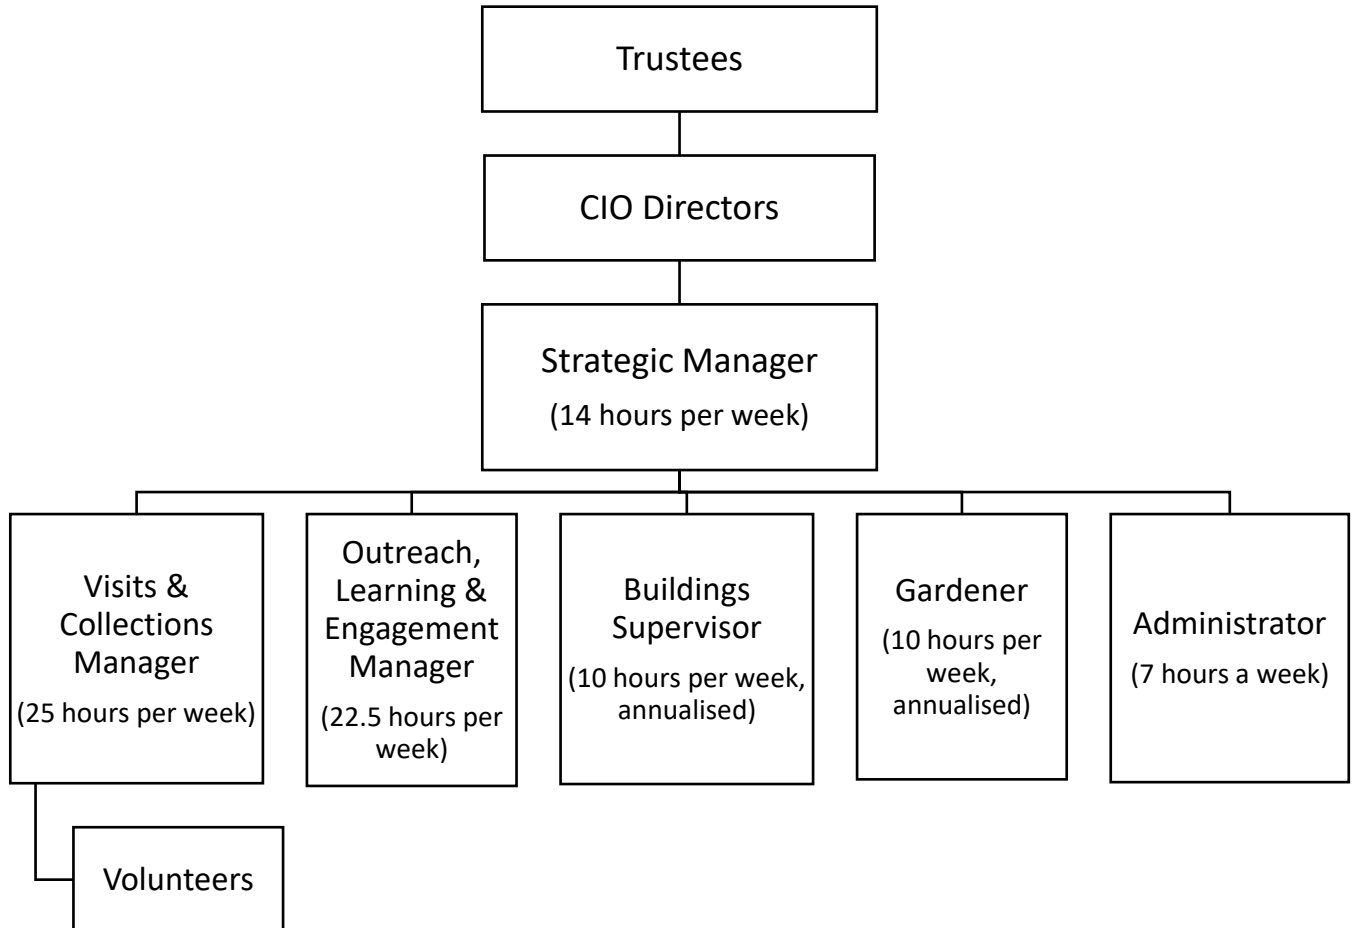 Trustees
CIO Directors
Strategic Manager
(14 hours per week)
Visits &
Collections
Manager
(25 hours per week)
Outreach,
Learning &
Engagement
Manager
(22.5 hours per
week)
Buildings
Supervisor
(10 hours per week,
annualised)
Gardener
(10 hours per
week,
annualised)
Administrator
(7 hours a week)
Volunteers